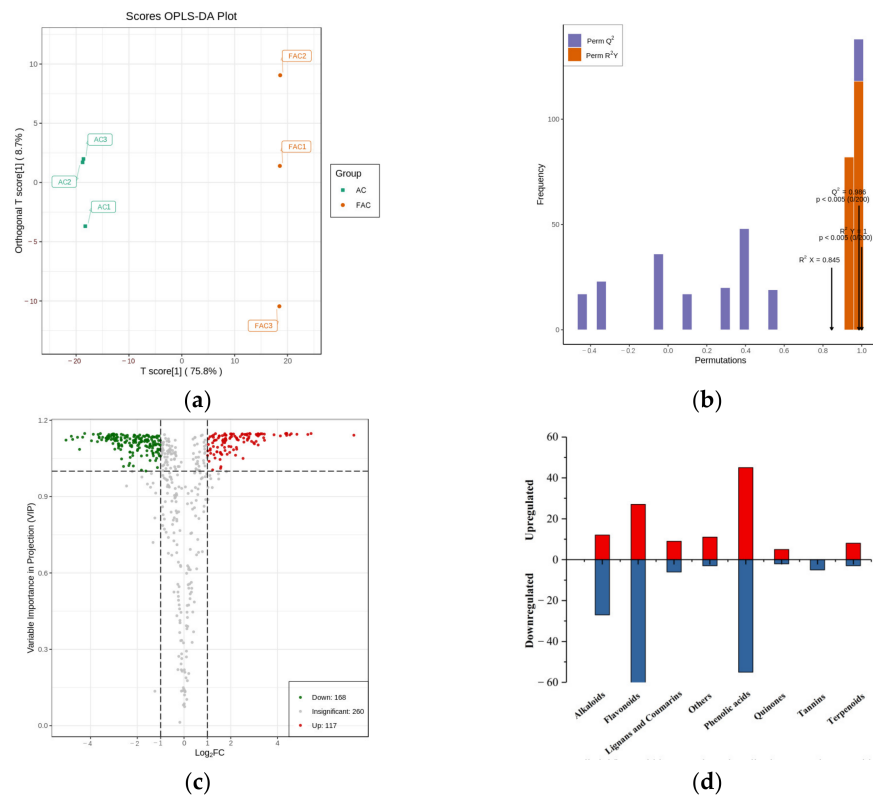 Scores OPLS-DA Plot
Orthogonal T score[1] ( 8.7% )
10
5
0
−5
−10
FAC2
AC3
FAC1
AC2
AC1
FAC3
Group
AC
FAC
−20
−10
0
10
20
T score[1] ( 75.8% )
(a)
Perm Q²
Perm R²Y
Frequency
100
50
0
Q² = 0.986
p < 0.005 (0/200)
R² Y = 1
p < 0.005 (0/200)
R² X = 0.845
−0.4
−0.2
0.0
0.2
0.4
0.6
0.8
1.0
Permutations
(b)
Variable Importance in Projection (VIP)
1.2
0.9
0.6
0.3
0.0
Down: 168
Insignificant: 260
Up: 117
−4
−2
−1
0
1
2
4
Log₂FC
(c)
Upregulated
Downregulated
60
40
20
0
−20
−40
−60
Alkaloids
Flavonoids
Lignans and Coumarins
Others
Phenolic acids
Quinones
Tannins
Terpenoids
(d)